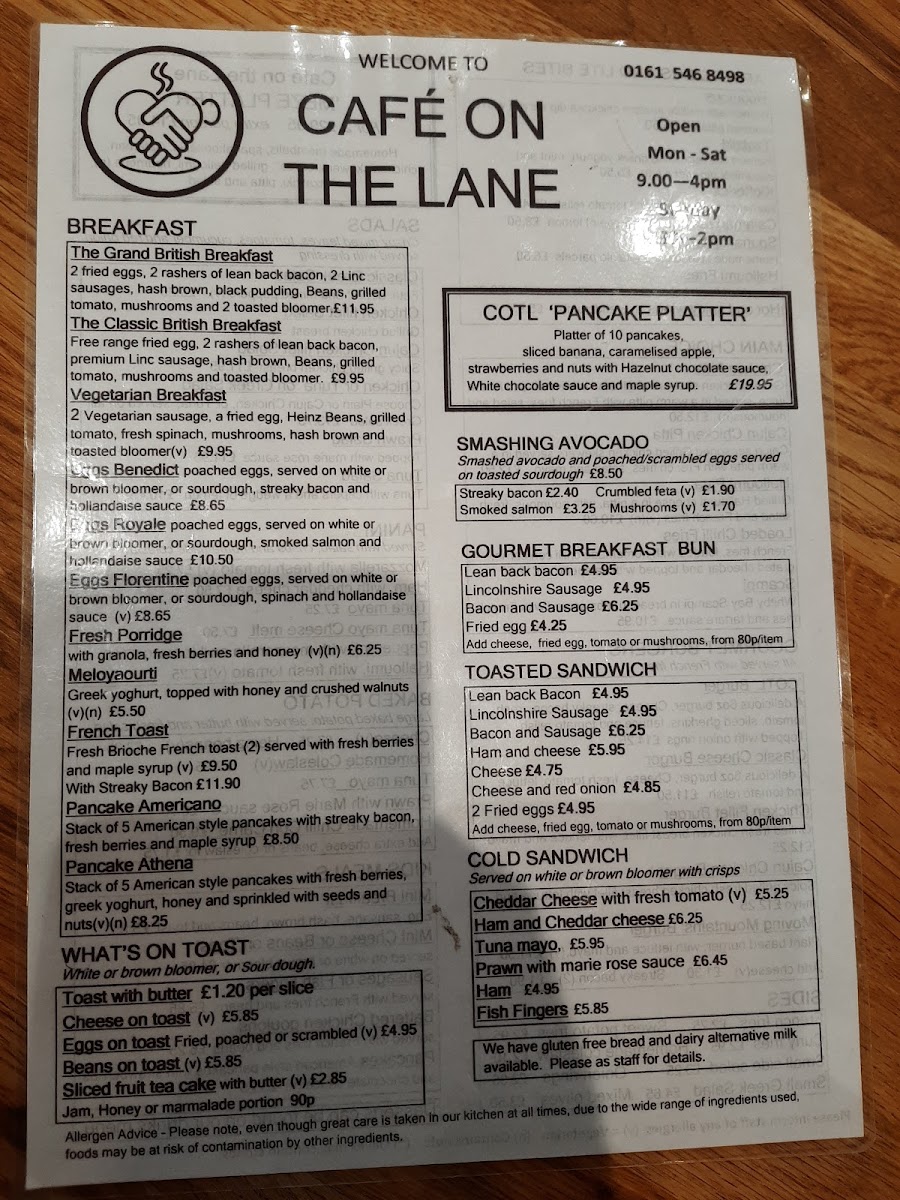 WELCOME TO
CAFÉ ON
THE LANE
0161 546 8498
Open
Mon - Sat
9.00—4pm
BREAKFAST
The Grand British Breakfast
2 fried eggs, 2 rashers of lean back bacon, 2 Linc
sausages, hash brown, black pudding, Beans, grilled
tomato, mushrooms and 2 toasted bloomer.£11.95
The Classic British Breakfast
Free range fried egg, 2 rashers of lean back bacon,
premium Linc sausage, hash brown, Beans, grilled
tomato, mushrooms and toasted bloomer. £9.95
Vegetarian Breakfast
2 Vegetarian sausage, a fried egg, Heinz Beans, grilled
tomato, fresh spinach, mushrooms, hash brown and
toasted bloomer(v) £9.95
Eggs Benedict poached eggs, served on white or
brown bloomer, or sourdough, streaky bacon and
hollandaise sauce £8.65
Eggs Royale poached eggs, served on white or
brown bloomer, or sourdough, smoked salmon and
hollandaise sauce £10.50
Eggs Florentine poached eggs, served on white or
brown bloomer, or sourdough, spinach and hollandaise
sauce (v) £8.65
Fresh Porridge
with granola, fresh berries and honey (v)(n) £6.25
Meloyaourti
Greek yoghurt, topped with honey and crushed walnuts
(v)(n) £5.50
French Toast
Fresh Brioche French toast (2) served with fresh berries
and maple syrup (v) £9.50
With Streaky Bacon £11.90
Pancake Americano
Stack of 5 American style pancakes with streaky bacon,
fresh berries and maple syrup £8.50
Pancake Athena
Stack of 5 American style pancakes with fresh berries,
greek yoghurt, honey and sprinkled with seeds and
nuts(v)(n) £8.25
WHAT'S ON TOAST
White or brown bloomer, or Sour dough.
Toast with butter £1.20 per slice
Cheese on toast (v) £5.85
Eggs on toast Fried, poached or scrambled (v) £4.95
Beans on toast (v) £5.85
Sliced fruit tea cake with butter (v) £2.85
Jam, Honey or marmalade portion 90p
COTL 'PANCAKE PLATTER'
Platter of 10 pancakes,
sliced banana, caramelised apple,
strawberries and nuts with Hazelnut chocolate sauce,
White chocolate sauce and maple syrup. £19.95
SMASHING AVOCADO
Smashed avocado and poached/scrambled eggs served
on toasted sourdough £8.50
Streaky bacon £2.40 Crumbled feta (v) £1.90
Smoked salmon £3.25 Mushrooms (v) £1.70
GOURMET BREAKFAST BUN
Lean back bacon £4.95
Lincolnshire Sausage £4.95
Bacon and Sausage £6.25
Fried egg £4.25
Add cheese, fried egg, tomato or mushrooms, from 80p/item
TOASTED SANDWICH
Lean back Bacon £4.95
Lincolnshire Sausage £4.95
Bacon and Sausage £6.25
Ham and cheese £5.95
Cheese £4.75
Cheese and red onion £4.85
2 Fried eggs £4.95
Add cheese, fried egg, tomato or mushrooms, from 80p/item
COLD SANDWICH
Served on white or brown bloomer with crisps
Cheddar Cheese with fresh tomato (v) £5.25
Ham and Cheddar cheese £6.25
Tuna mayo, £5.95
Prawn with marie rose sauce £6.45
Ham £4.95
Fish Fingers £5.85
We have gluten free bread and dairy alternative milk
available. Please as staff for details.
Allergen Advice - Please note, even though great care is taken in our kitchen at all times, due to the wide range of ingredients used,
foods may be at risk of contamination by other ingredients.